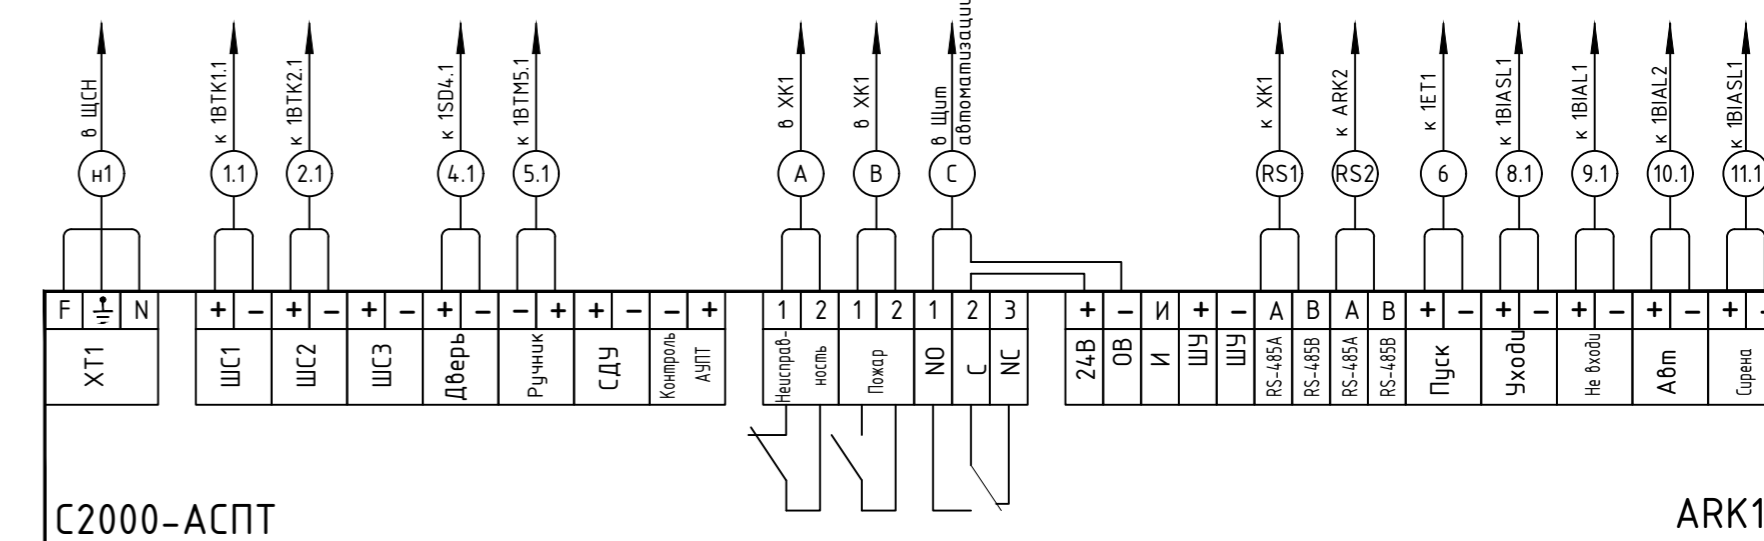 в ЩСН
к 1ВТК1.1
к 1ВТК2.1
к 1SD4.1
к 1ВТМ5.1
в ХК1
в ХК1
в Щит
автоматизации
к ХК1
к ARK2
к 1ЕТ1
к 1BIASL1
к 1BIAL1
к 1BIAL2
к 1BIASL1
н1
1.1
2.1
4.1
5.1
А
В
С
RS1
RS2
6
8.1
9.1
10.1
11.1
F N + − + − + − + − − + + − − + 1 2 1 2 1 2 3 + − И + − А В А В + − + − + − + − +
ХТ1
ШС1
ШС2
ШС3
Дверь
Ручник
СДУ
Контроль
АУПТ
Неисправ-
ность
Пожар
NO
C
NC
24В
0В
И
ШУ
ШУ
RS-485А
RS-485В
RS-485А
RS-485В
Пуск
Уходи
Не входи
Авт
Сирена
С2000-АСПТ
ARK1